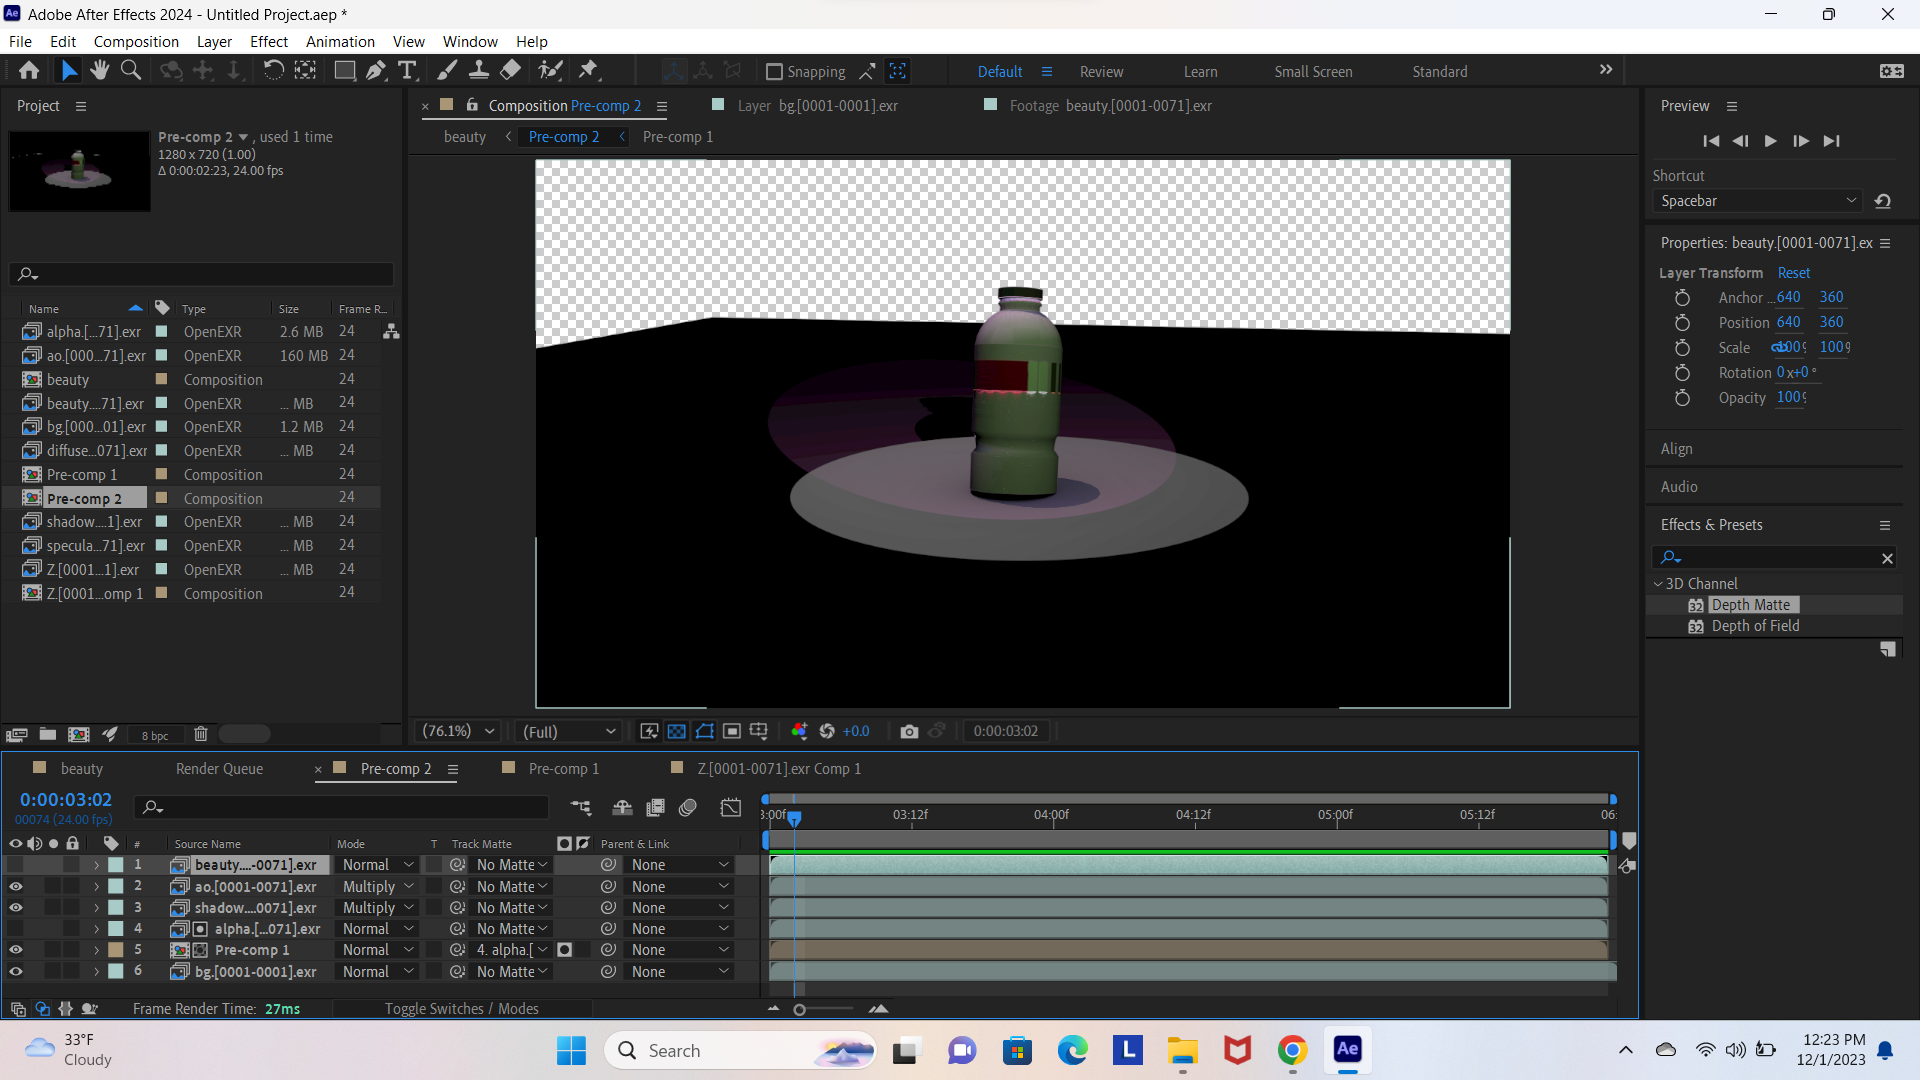 Adobe After Effects 2024 - Untitled Project.aep *
File Edit Composition Layer Effect Animation View Window Help
Snapping
Default Review Learn Small Screen Standard
Project
Pre-comp 2 , used 1 time
1280 x 720 (1.00)
Δ 0:00:02:23, 24.00 fps
Name Type Size Frame R...
alpha.[...71].exr OpenEXR 2.6 MB 24
ao.[000...71].exr OpenEXR 160 MB 24
beauty Composition 24
beauty....71].exr OpenEXR ... MB 24
bg.[000...01].exr OpenEXR 1.2 MB 24
diffuse...071].exr OpenEXR ... MB 24
Pre-comp 1 Composition 24
Pre-comp 2 Composition 24
shadow....1].exr OpenEXR ... MB 24
specula...71].exr OpenEXR ... MB 24
Z.[0001...1].exr OpenEXR ... MB 24
Z.[0001...omp 1 Composition 24
8 bpc
Composition Pre-comp 2
Layer bg.[0001-0001].exr
Footage beauty.[0001-0071].exr
beauty < Pre-comp 2 < Pre-comp 1
(76.1%) (Full) +0.0 0:00:03:02
Preview
Shortcut
Spacebar
Properties: beauty.[0001-0071].ex
Layer Transform Reset
Anchor ... 640 360
Position 640 360
Scale 100% 100%
Rotation 0x+0°
Opacity 100%
Align
Audio
Effects & Presets
3D Channel
32 Depth Matte
32 Depth of Field
beauty Render Queue Pre-comp 2 Pre-comp 1 Z.[0001-0071].exr Comp 1
0:00:03:02
00074 (24.00 fps)
3:00f 03:12f 04:00f 04:12f 05:00f 05:12f 06:
# Source Name Mode T Track Matte Parent & Link
1 beauty....-0071].exr Normal No Matte None
2 ao.[0001-0071].exr Multiply No Matte None
3 shadow....0071].exr Multiply No Matte None
4 alpha.[...071].exr Normal No Matte None
5 Pre-comp 1 Normal 4. alpha.[ None
6 bg.[0001-0001].exr Normal No Matte None
Frame Render Time: 27ms Toggle Switches / Modes
33°F
Cloudy
Search
L
Ae
12:23 PM
12/1/2023